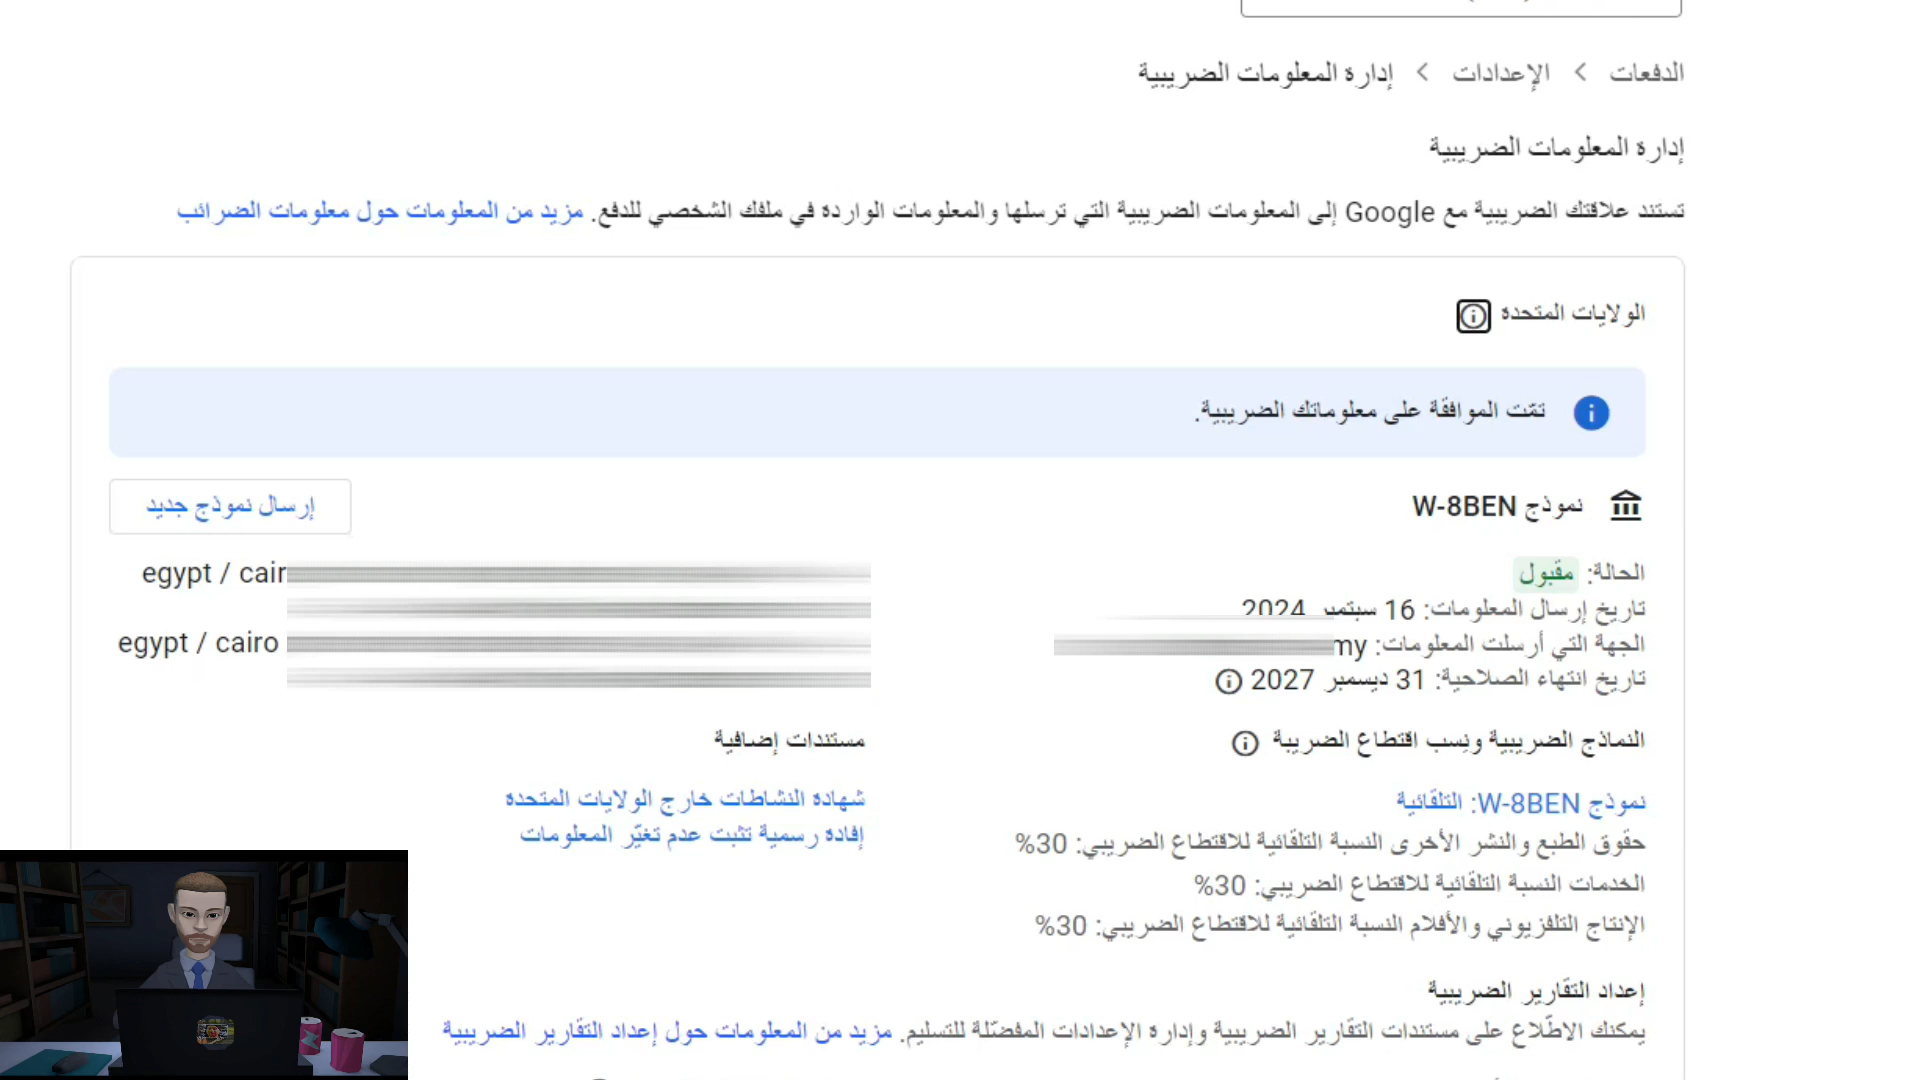 الدفعات > الإعدادات > إدارة المعلومات الضريبية
إدارة المعلومات الضريبية
تستند علاقتك الضريبية مع Google إلى المعلومات الضريبية التي ترسلها والمعلومات الواردة في ملفك الشخصي للدفع. مزيد من المعلومات حول معلومات الضرائب
الولايات المتحدة
تمّت الموافقة على معلوماتك الضريبية.
نموذج W-8BEN
إرسال نموذج جديد
الحالة: مقبول
تاريخ إرسال المعلومات: 16 سبتمبر 2024
الجهة التي أرسلت المعلومات: my
تاريخ انتهاء الصلاحية: 31 ديسمبر 2027
egypt / cair
egypt / cairo
النماذج الضريبية ونِسب اقتطاع الضريبة
نموذج W-8BEN: التلقائية
حقوق الطبع والنشر الأخرى النسبة التلقائية للاقتطاع الضريبي: 30%
الخدمات النسبة التلقائية للاقتطاع الضريبي: 30%
الإنتاج التلفزيوني والأفلام النسبة التلقائية للاقتطاع الضريبي: 30%
مستندات إضافية
شهادة النشاطات خارج الولايات المتحدة
إفادة رسمية تثبت عدم تغيّر المعلومات
إعداد التقارير الضريبية
يمكنك الاطّلاع على مستندات التقارير الضريبية وإدارة الإعدادات المفضّلة للتسليم. مزيد من المعلومات حول إعداد التقارير الضريبية